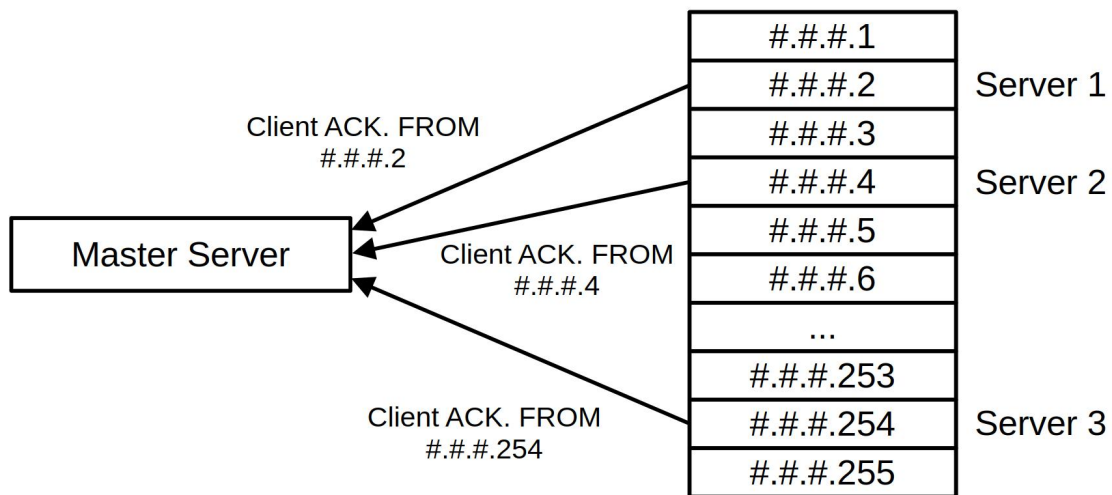 #.#.#.1
#.#.#.2
Server 1
Client ACK. FROM
#.#.#.2
#.#.#.3
#.#.#.4
Server 2
Master Server
#.#.#.5
Client ACK. FROM
#.#.#.4
#.#.#.6
...
#.#.#.253
Client ACK. FROM
#.#.#.254
#.#.#.254
Server 3
#.#.#.255